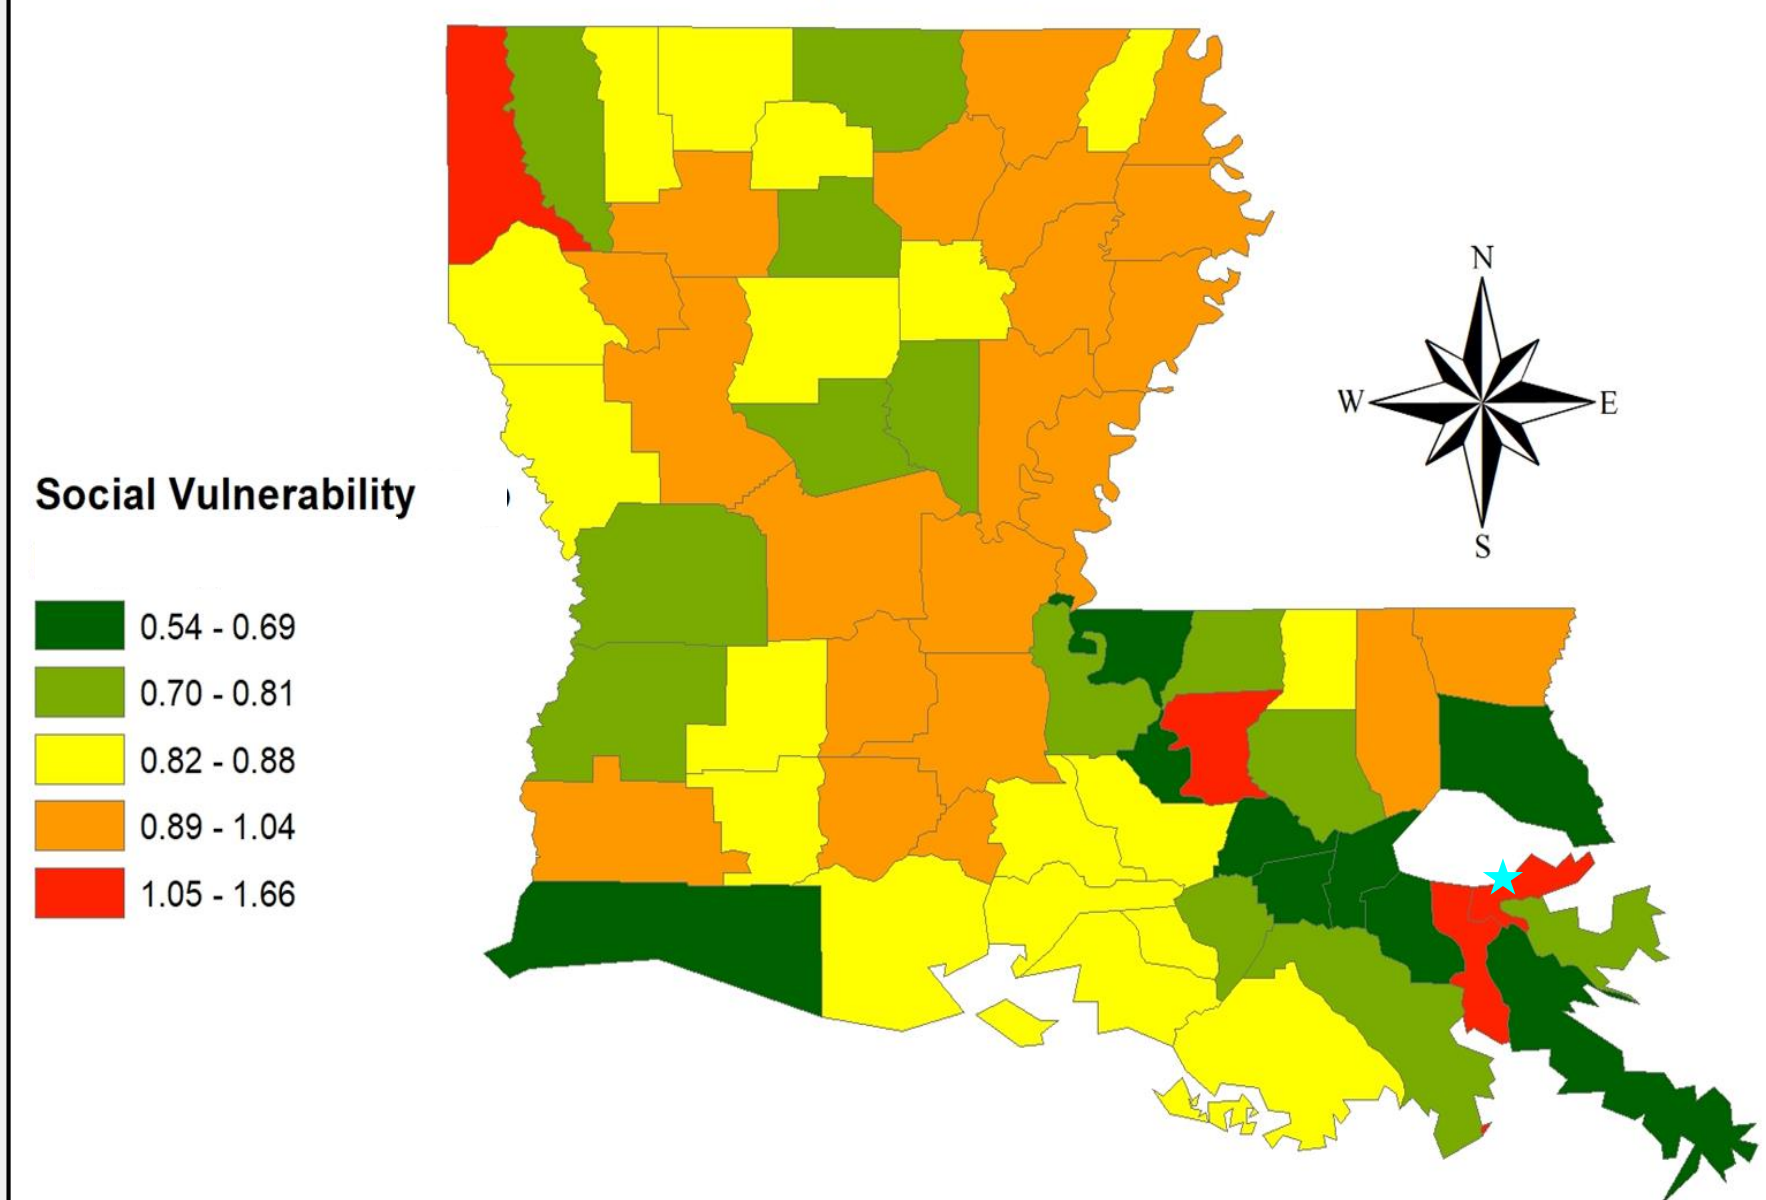 N
W
E
S
Social Vulnerability
0.54 - 0.69
0.70 - 0.81
0.82 - 0.88
0.89 - 1.04
1.05 - 1.66